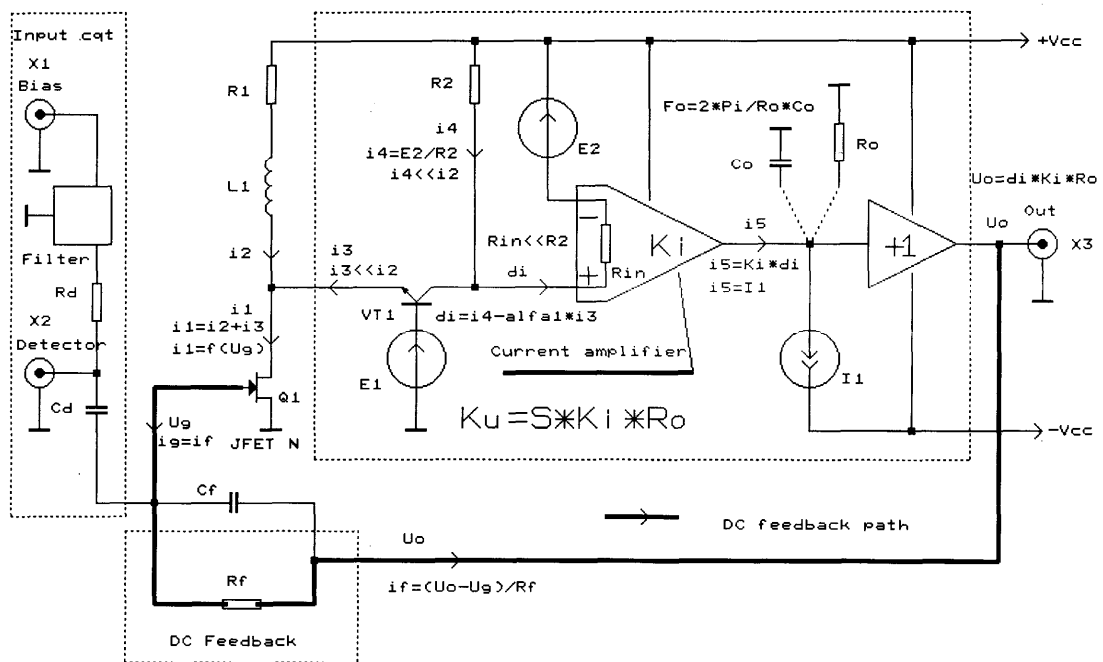 Input cqt
X1
Bias
Filter
Rd
X2
Detector
Cd
R1
L1
i2
i1
i1=i2+i3
i1=f(Ug)
Q1
JFET N
Ug
ig=if
R2
i4
i4=E2/R2
i4<<i2
i3
i3<<i2
VT1
E1
di
di=i4-alfa1*i3
E2
Rin<<R2
Rin
−
+
Ki
Current amplifier
Ku=S*Ki*Ro
i5
i5=Ki*di
i5=I1
Fo=2*Pi/Ro*Co
Co
Ro
+1
I1
+Vcc
-Vcc
Uo=di*Ki*Ro
Uo
Out
X3
Cf
Rf
DC Feedback
Uo
if=(Uo-Ug)/Rf
DC feedback path